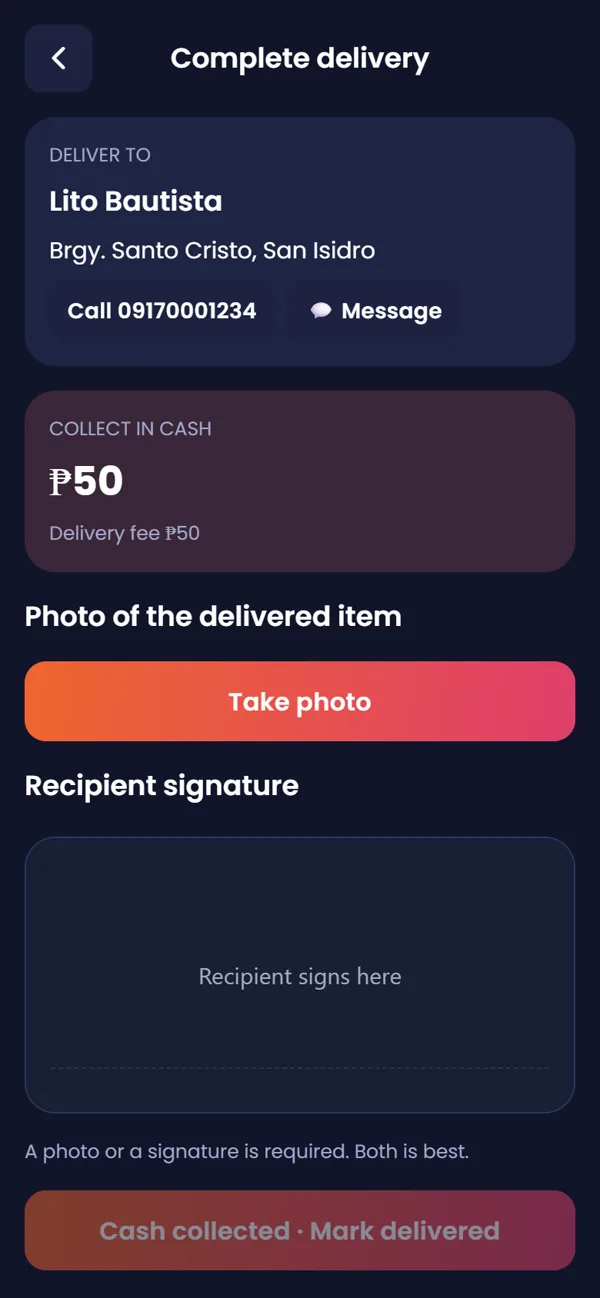 Complete delivery
DELIVER TO
Lito Bautista
Brgy. Santo Cristo, San Isidro
Call 09170001234
Message
COLLECT IN CASH
₱50
Delivery fee ₱50
Photo of the delivered item
Take photo
Recipient signature
Recipient signs here
A photo or a signature is required. Both is best.
Cash collected · Mark delivered